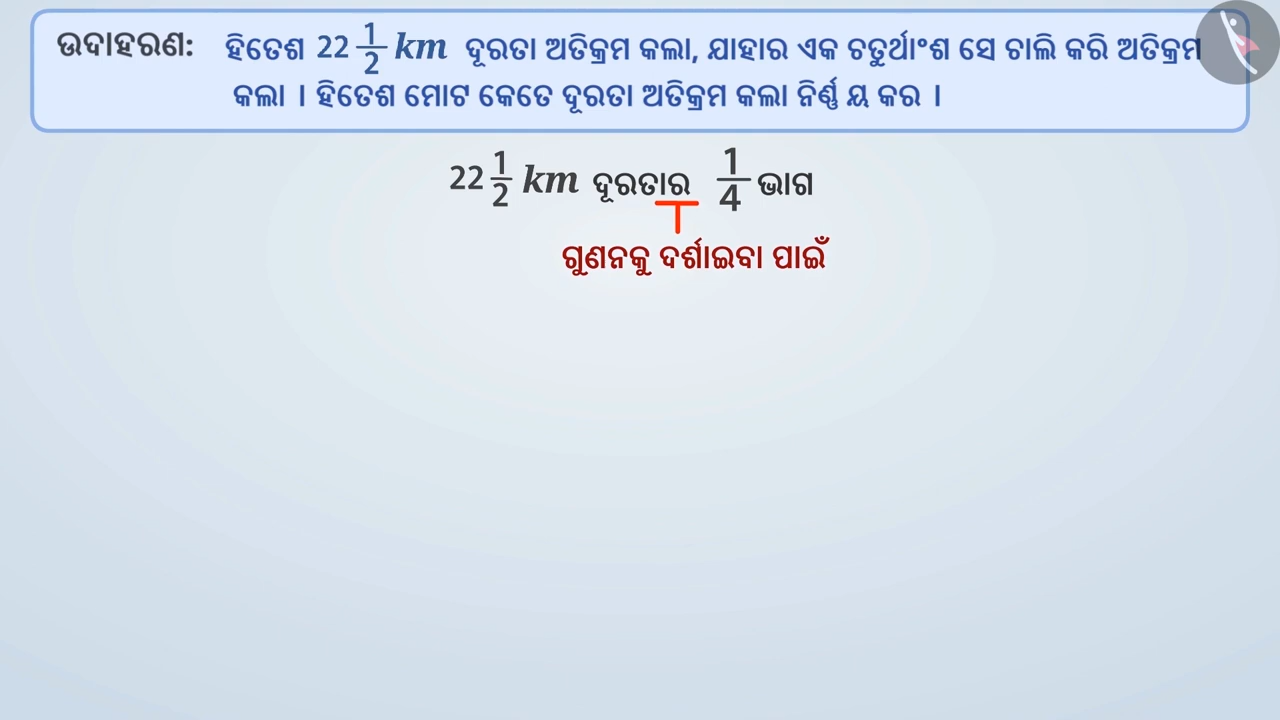 ଉଦାହରଣ: ହିତେଶ 22 1/2 km ଦୂରତା ଅତିକ୍ରମ କଲା, ଯାହାର ଏକ ଚତୁର୍ଥାଂଶ ସେ ଚାଲି କରି ଅତିକ୍ରମ
କଲା । ହିତେଶ ମୋଟ କେତେ ଦୂରତା ଅତିକ୍ରମ କଲା ନିର୍ଣ୍ଣ ୟ କର ।
22 1/2 km ଦୂରତାର 1/4 ଭାଗ
ଗୁଣନକୁ ଦର୍ଶାଇବା ପାଇଁ